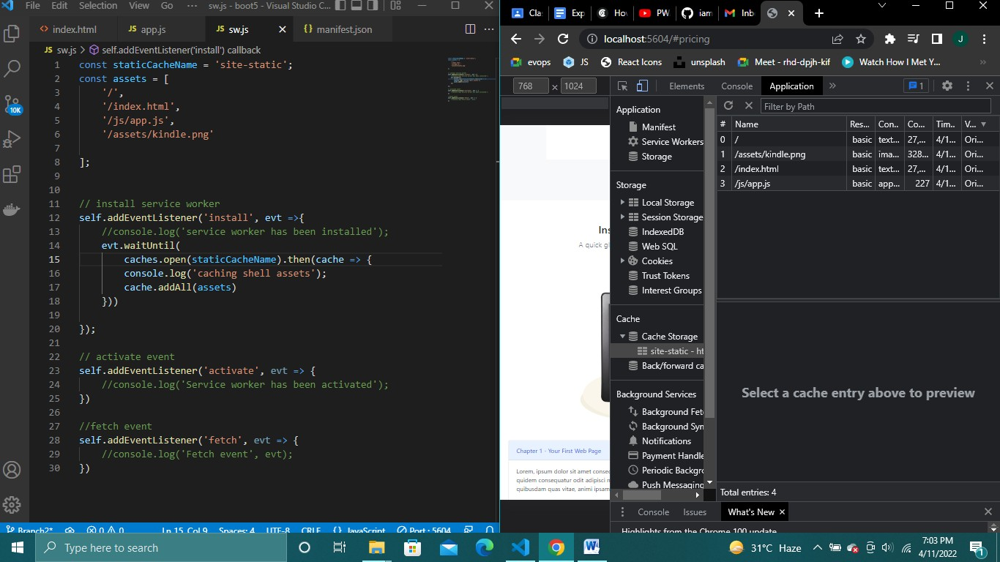 File Edit Selection View Go ··· sw.js - boot5 - Visual Studio C...
index.html JS app.js JS sw.js {} manifest.json ···
JS sw.js > self.addEventListener('install') callback
1 const staticCacheName = 'site-static';
2 const assets = [
3 '/',
4 '/index.html',
5 '/js/app.js',
6 '/assets/kindle.png'
7
8 ];
9
10
11 // install service worker
12 self.addEventListener('install', evt =>{
13 //console.log('service worker has been installed');
14 evt.waitUntil(
15 caches.open(staticCacheName).then(cache => {
16 console.log('caching shell assets');
17 cache.addAll(assets)
18 }))
19
20 });
21
22 // activate event
23 self.addEventListener('activate', evt => {
24 //console.log('Service worker has been activated');
25 })
26
27 //fetch event
28 self.addEventListener('fetch', evt => {
29 //console.log('Fetch event', evt);
30 })
10K
Branch2* 0 0 Ln 15, Col 9 Spaces: 4 UTF-8 CRLF {} JavaScript Port : 5604
Cla Exp Hov PW iam Inb
localhost:5604/#pricing J
evops JS React Icons unsplash Meet - rhd-dpjh-kif Watch How I Met Y... »
768 × 1024 Elements Console Application » 1
Ins
A quick gl
Chapter 1 - Your First Web Page
Lorem, ipsum dolor sit amet consec
quidem consequatur odit adipisci n
quibusdam quas vitae, animi ipsam
Application
Manifest
Service Workers
Storage
Storage
Local Storage
Session Storage
IndexedDB
Web SQL
Cookies
Trust Tokens
Interest Groups
Cache
Cache Storage
site-static - ht
Back/forward ca
Background Services
Background Fet
Background Syn
Notifications
Payment Handle
Periodic Backgro
Push Messaging
Filter by Path
# Name Res... Con... Co... Tim.. V...
0 / basic text... 27,... 4/1... Ori...
1 /assets/kindle.png basic ima... 328... 4/1... Ori...
2 /index.html basic text... 27,... 4/1... Ori...
3 /js/app.js basic app... 227 4/1... Ori...
Select a cache entry above to preview
Total entries: 4
Console Issues What's New ×
Highlights from the Chrome 100 update
Type here to search
31°C Haze 7:03 PM
4/11/2022
1